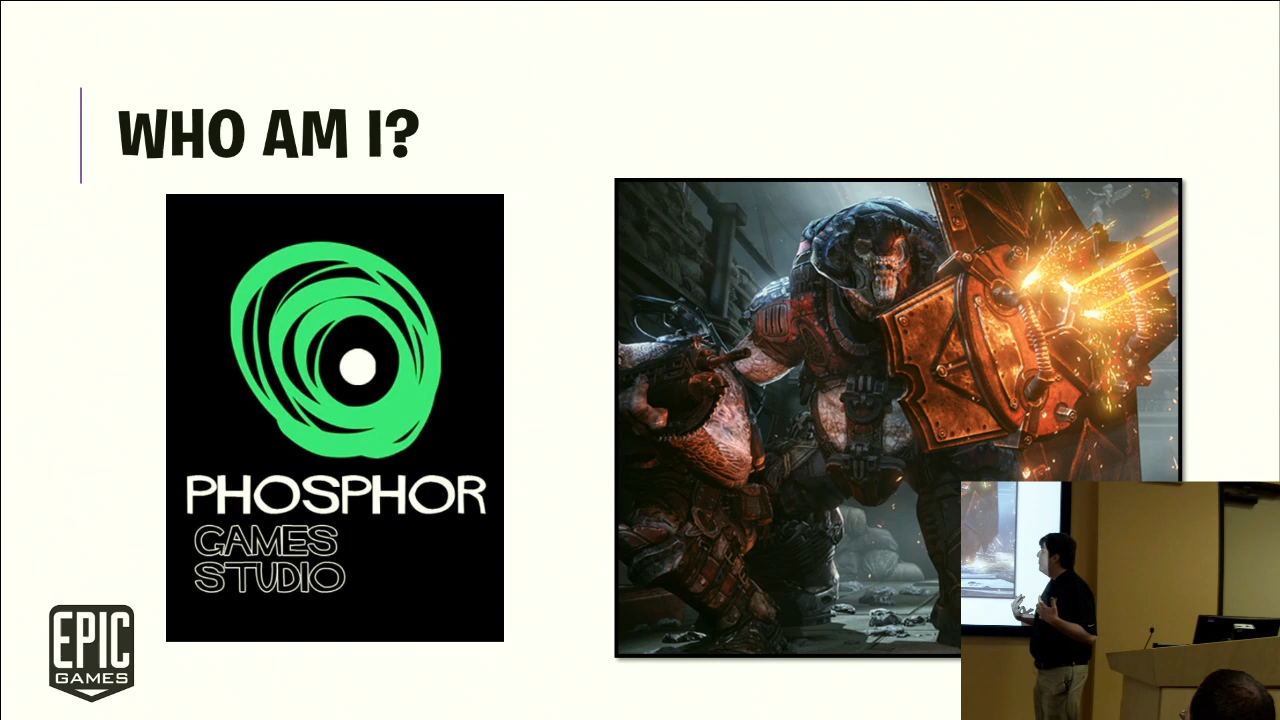 WHO AM I?
PHOSPHOR
GAMES
STUDIO
EPIC
GAMES